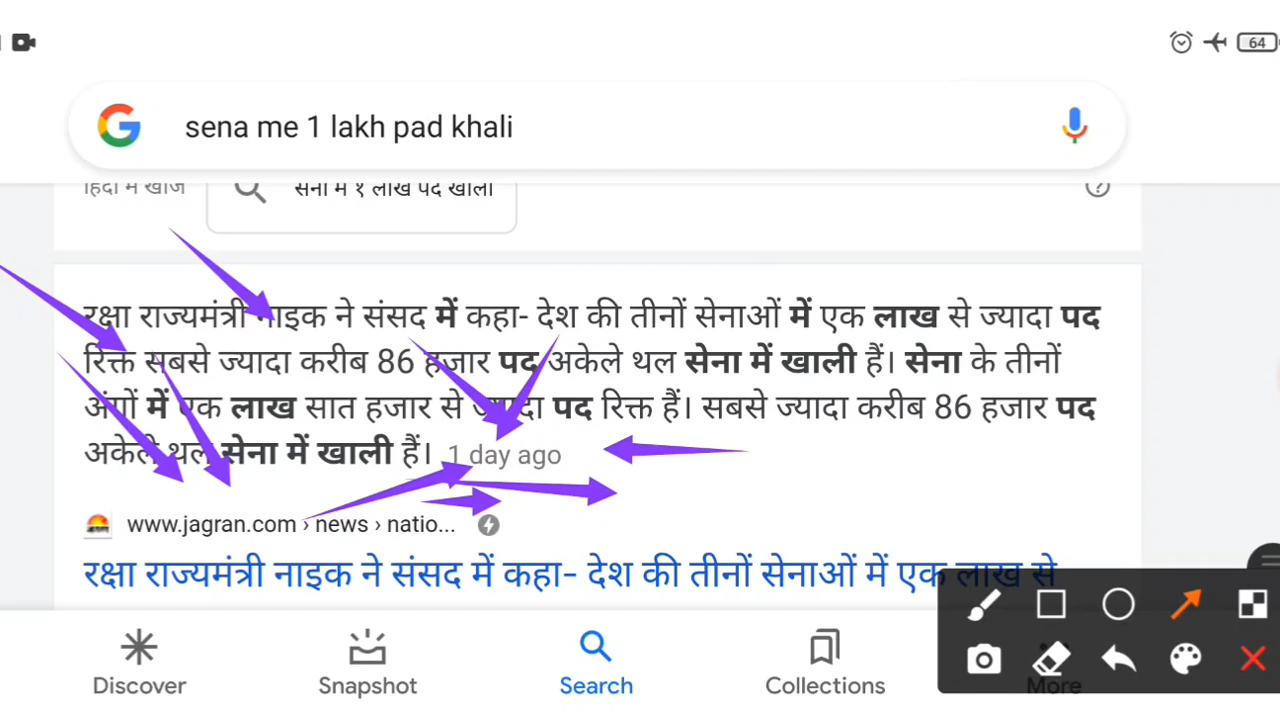 64
sena me 1 lakh pad khali
हिंदी में खोजें
सेना में १ लाख पद खाली
रक्षा राज्यमंत्री नाइक ने संसद में कहा- देश की तीनों सेनाओं में एक लाख से ज्यादा पद
रिक्त सबसे ज्यादा करीब 86 हजार पद अकेले थल सेना में खाली हैं। सेना के तीनों
अंगों में एक लाख सात हजार से ज्यादा पद रिक्त हैं। सबसे ज्यादा करीब 86 हजार पद
अकेले थल सेना में खाली हैं। 1 day ago
www.jagran.com › news › natio...
रक्षा राज्यमंत्री नाइक ने संसद में कहा- देश की तीनों सेनाओं में एक लाख से
Discover Snapshot Search Collections More